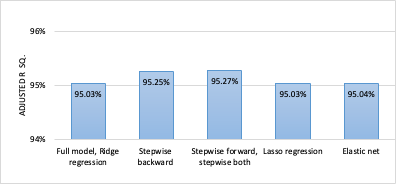 96%
95%
94%
ADJUSTED R SQ.
95.03%
95.25%
95.27%
95.03%
95.04%
Full model, Ridge
regression
Stepwise
backward
Stepwise forward,
stepwise both
Lasso regression
Elastic net